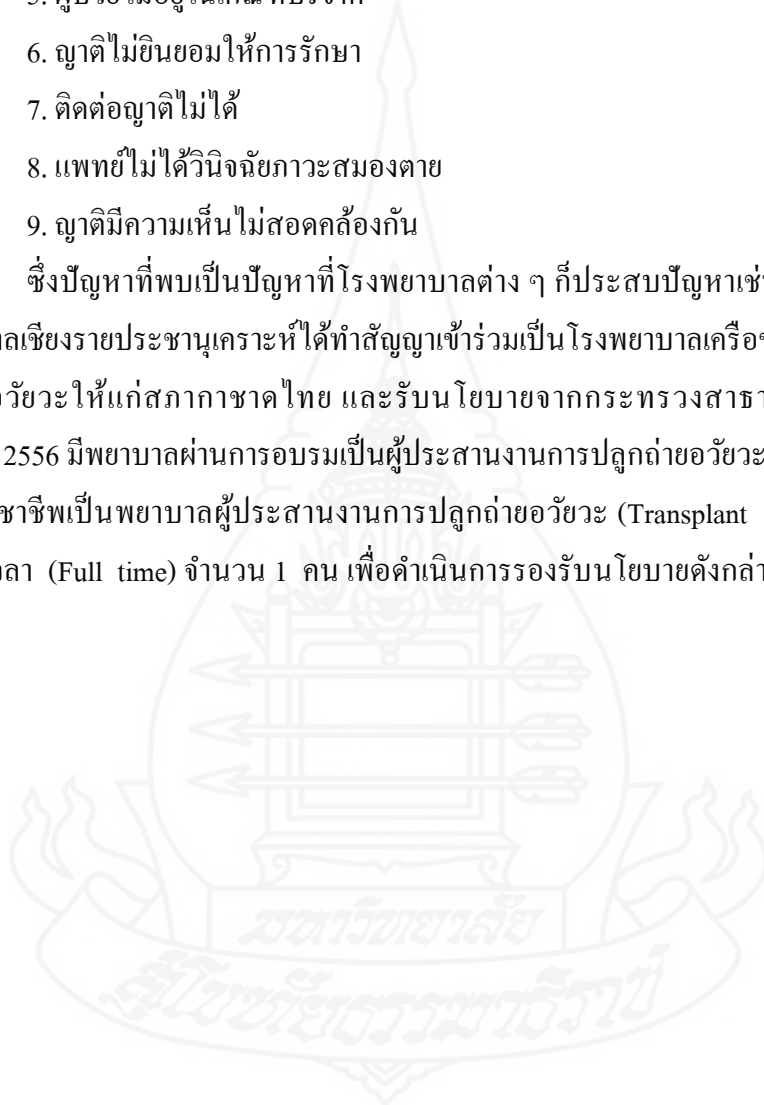 6. ญาติไม่ยินยอมให้การรักษา
7. ติดต่อญาติไม่ได้
8. แพทย์ไม่ได้วินิจฉัยภาวะสมองตาย
9. ญาติมีความเห็นไม่สอดคล้องกัน
ซึ่งปัญหาที่พบเป็นปัญหาที่โรงพยาบาลต่าง ๆ ก็ประสบปัญหาเช่
ลเชียงรายประชานุเคราะห์ได้ทำสัญญาเข้าร่วมเป็นโรงพยาบาลเครือ
วัยวะให้แก่สภากาชาดไทย และรับนโยบายจากกระทรวงสาธา
2556 มีพยาบาลผ่านการอบรมเป็นผู้ประสานงานการปลูกถ่ายอวัยวะ
ชาชีพเป็นพยาบาลผู้ประสานงานการปลูกถ่ายอวัยวะ (Transplant
ลา (Full time) จำนวน 1 คน เพื่อดำเนินการรองรับนโยบายดังกล่า
มหาวิทยาลัย
สุโขทัยธรรมาธิราช